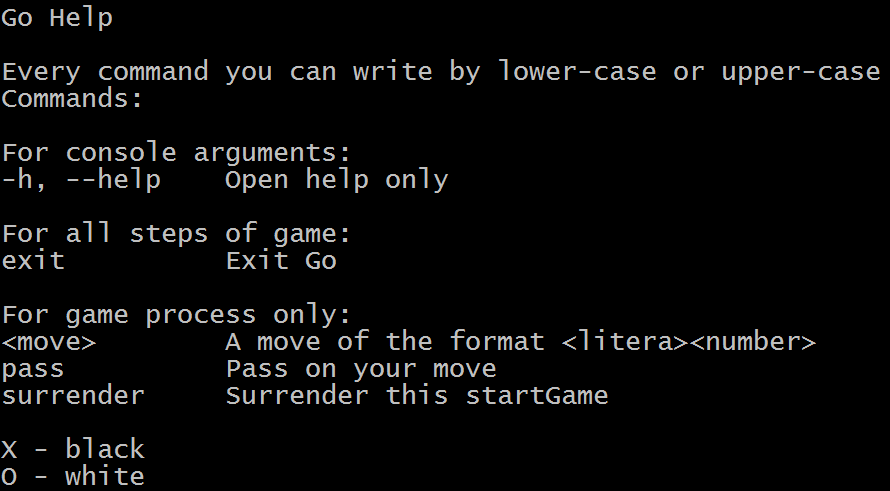 Go Help
Every command you can write by lower-case or upper-case
Commands:
For console arguments:
-h, --help    Open help only
For all steps of game:
exit          Exit Go
For game process only:
<move>        A move of the format <litera><number>
pass          Pass on your move
surrender     Surrender this startGame
X - black
O - white